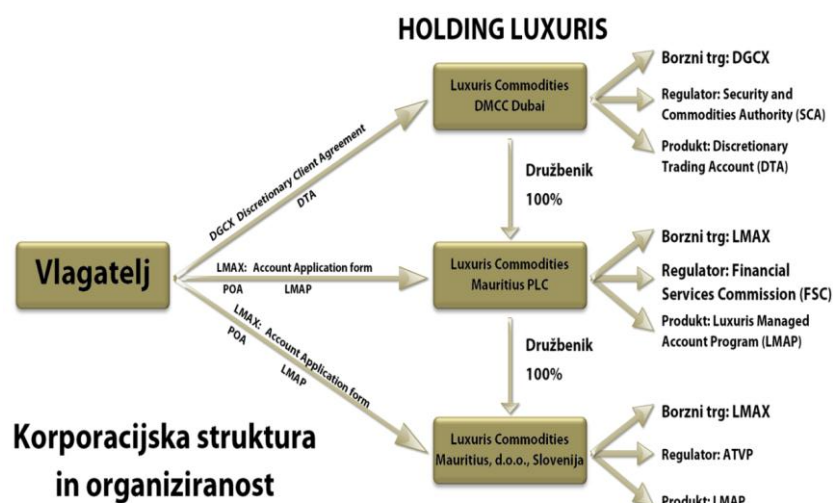 HOLDING LUXURIS
Luxuris Commodities
DMCC Dubai
Borzni trg: DGCX
Regulator: Security and
Commodities Authority (SCA)
Produkt: Discretionary
Trading Account (DTA)
DGCX Discretionary Client Agreement
DTA
Družbenik
100%
Vlagatelj
LMAX: Account Application form
POA LMAP
Luxuris Commodities
Mauritius PLC
Borzni trg: LMAX
Regulator: Financial
Services Commission (FSC)
Produkt: Luxuris Managed
Account Program (LMAP)
LMAX: Account Application form
POA
LMAP
Družbenik
100%
Luxuris Commodities
Mauritius, d.o.o., Slovenija
Borzni trg: LMAX
Regulator: ATVP
Produkt: LMAP
Korporacijska struktura
in organiziranost